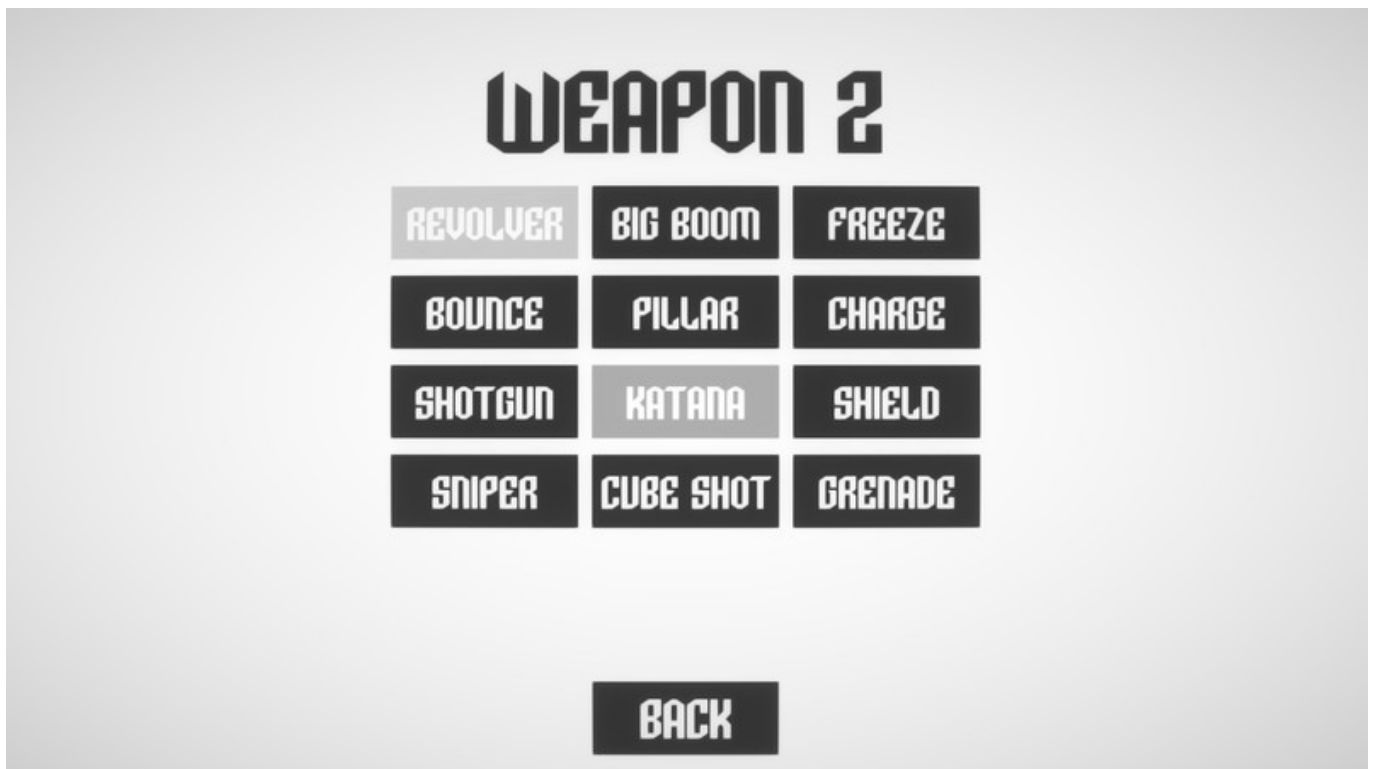 WEAPON 2
REVOLVER BIG BOOM FREEZE
BOUNCE PILLAR CHARGE
SHOTGUN KATANA SHIELD
SNIPER CUBE SHOT GRENADE
BACK